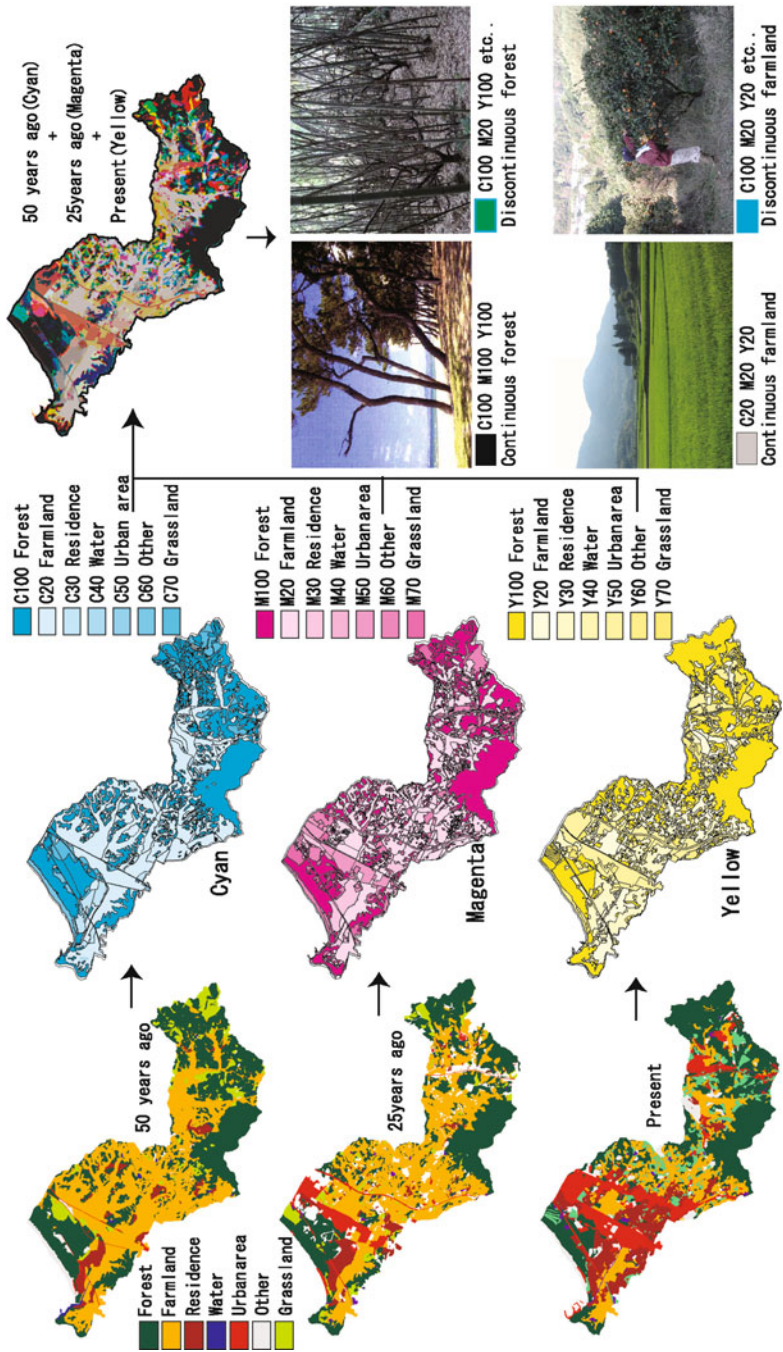 Forest
Farmland
Residence
Water
Urbanarea
Other
Grassland
50 years ago
25years ago
Present
Cyan
C100 Forest
C20 Farmland
C30 Residence
C40 Water
C50 Urban area
C60 Other
C70 Grassland
Magenta
M100 Forest
M20 Farmland
M30 Residence
M40 Water
M50 Urbanarea
M60 Other
M70 Grassland
Yellow
Y100 Forest
Y20 Farmland
Y30 Residence
Y40 Water
Y50 Urbanarea
Y60 Other
Y70 Grassland
50 years ago(Cyan)
+
25years ago(Magenta)
+
Present(Yellow)
C100 M100 Y100
Continuous forest
C100 M20 Y100 etc..
Discontinuous forest
C20 M20 Y20
Continuous farmland
C100 M20 Y20 etc..
Discontinuous farmland